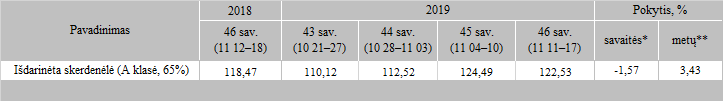 Pavadinimas 2018 2019 Pokytis, %
46 sav. (11 12–18) 43 sav. (10 21–27) 44 sav. (10 28–11 03) 45 sav. (11 04–10) 46 sav. (11 11–17) savaitės* metų**
Išdarinėta skerdenėlė (A klasė, 65%) 118,47 110,12 112,52 124,49 122,53 -1,57 3,43